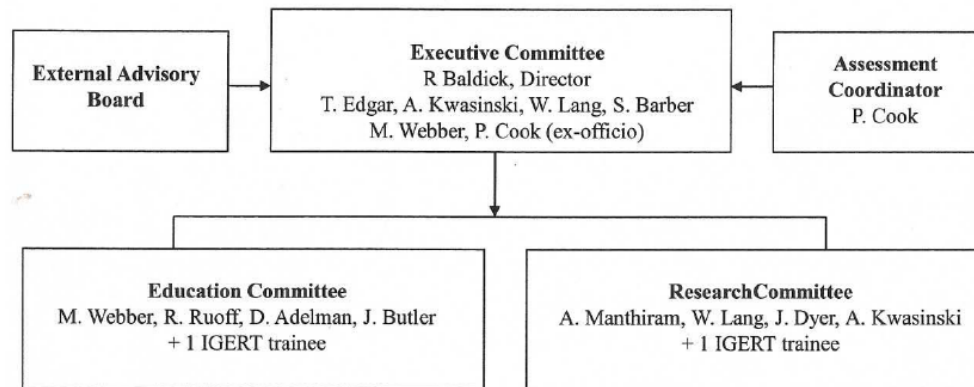 External Advisory
Board
Executive Committee
R Baldick, Director
T. Edgar, A. Kwasinski, W. Lang, S. Barber
M. Webber, P. Cook (ex-officio)
Assessment
Coordinator
P. Cook
Education Committee
M. Webber, R. Ruoff, D. Adelman, J. Butler
+ 1 IGERT trainee
ResearchCommittee
A. Manthiram, W. Lang, J. Dyer, A. Kwasinski
+ 1 IGERT trainee